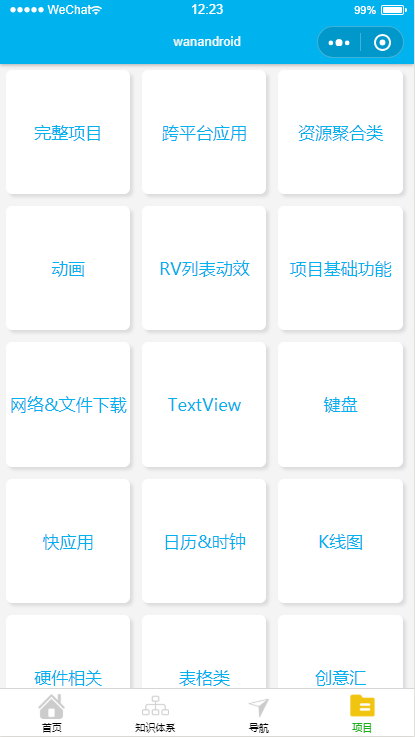 WeChat 12:23 99%
wanandroid
完整项目 跨平台应用 资源聚合类
动画 RV列表动效 项目基础功能
网络&文件下载 TextView 键盘
快应用 日历&时钟 K线图
硬件相关 表格类 创意汇
首页 知识体系 导航 项目